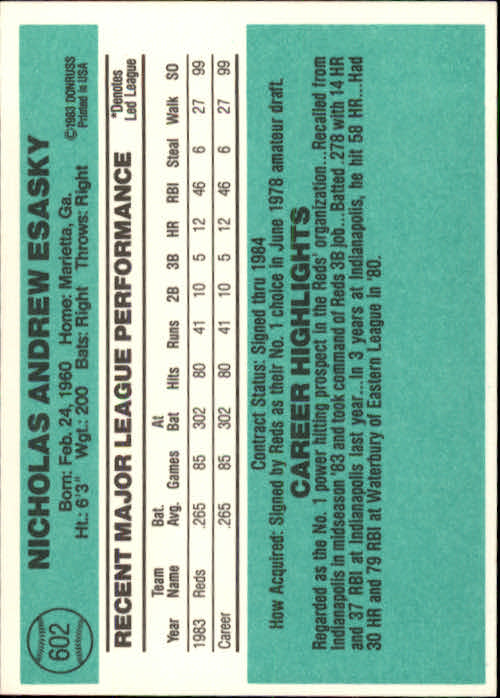 602
NICHOLAS ANDREW ESASKY
Born: Feb. 24, 1960 Home: Marietta, Ga.
Ht.: 6'3" Wgt.: 200 Bats: Right Throws: Right
©1983 DONRUSS
Printed in USA
RECENT MAJOR LEAGUE PERFORMANCE
*Denotes
Led League
Team Bat. At
Year Name Avg. Games Bat Hits Runs 2B 3B HR RBI Steal Walk SO
1983 Reds .265 85 302 80 41 10 5 12 46 6 27 99
Career .265 85 302 80 41 10 5 12 46 6 27 99
Contract Status: Signed thru 1984
How Acquired: Signed by Reds as their No. 1 choice in June 1978 amateur draft.
CAREER HIGHLIGHTS
Regarded as the No. 1 power hitting prospect in the Reds' organization...Recalled from
Indianapolis in midseason '83 and took command of Reds 3B job...Batted .278 with 14 HR
and 37 RBI at Indianapolis last year...In 3 years at Indianapolis, he hit 58 HR...Had
30 HR and 79 RBI at Waterbury of Eastern League in '80.